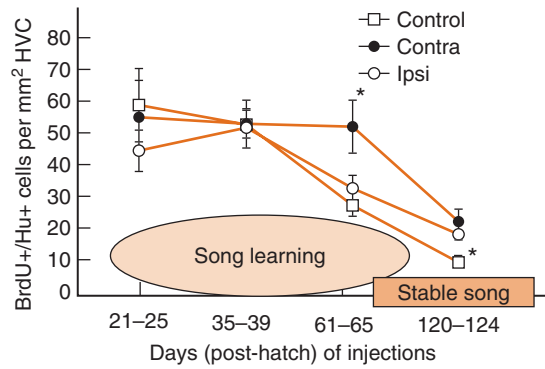 Control
Contra
Ipsi
BrdU+/Hu+ cells per mm² HVC
80
70
60
50
40
30
20
10
0
*
*
Song learning
Stable song
21–25 35–39 61–65 120–124
Days (post-hatch) of injections